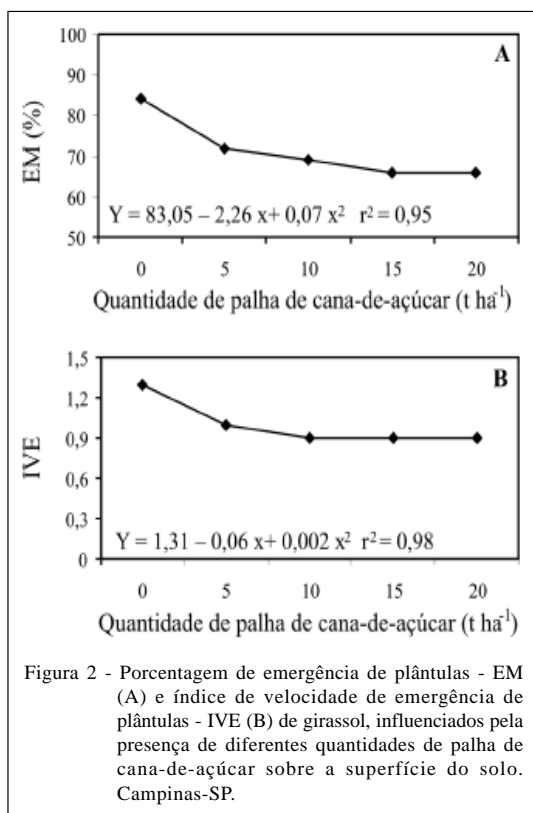 100
A
90
80
70
60
50
EM (%)
Y = 83,05 – 2,26 x+ 0,07 x² r² = 0,95
0 5 10 15 20
Quantidade de palha de cana-de-açúcar (t ha⁻¹)
1,5
B
1,2
0,9
0,6
0,3
0
IVE
Y = 1,31 – 0,06 x+ 0,002 x² r² = 0,98
0 5 10 15 20
Quantidade de palha de cana-de-açúcar (t ha⁻¹)
Figura 2 - Porcentagem de emergência de plântulas - EM
(A) e índice de velocidade de emergência de
plântulas - IVE (B) de girassol, influenciados pela
presença de diferentes quantidades de palha de
cana-de-açúcar sobre a superfície do solo.
Campinas-SP.